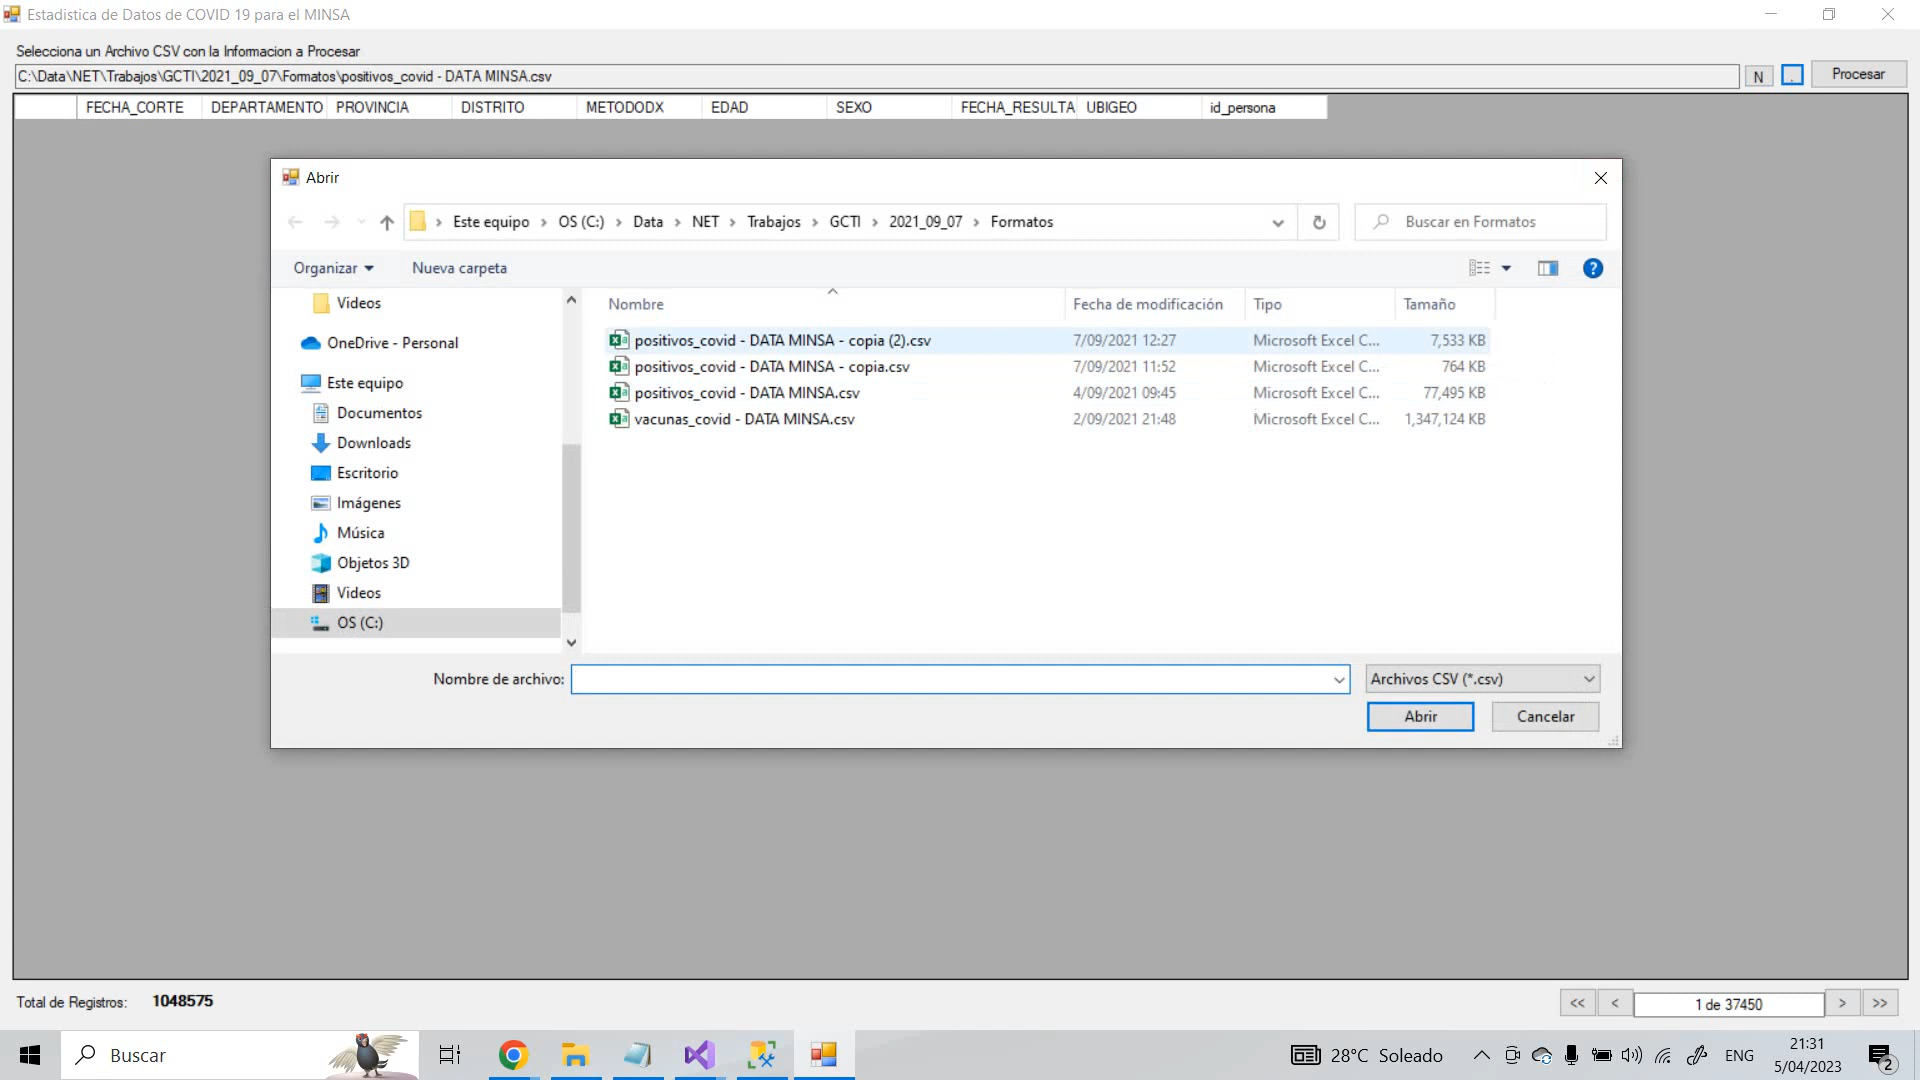 Estadistica de Datos de COVID 19 para el MINSA
Selecciona un Archivo CSV con la Informacion a Procesar
C:\Data\NET\Trabajos\GCTI\2021_09_07\Formatos\positivos_covid - DATA MINSA.csv
N
.
Procesar
FECHA_CORTE DEPARTAMENTO PROVINCIA DISTRITO METODODX EDAD SEXO FECHA_RESULTA UBIGEO id_persona
Abrir
Este equipo > OS (C:) > Data > NET > Trabajos > GCTI > 2021_09_07 > Formatos
Buscar en Formatos
Organizar Nueva carpeta
Videos
OneDrive - Personal
Este equipo
Documentos
Downloads
Escritorio
Imágenes
Música
Objetos 3D
Videos
OS (C:)
Nombre Fecha de modificación Tipo Tamaño
positivos_covid - DATA MINSA - copia (2).csv 7/09/2021 12:27 Microsoft Excel C... 7,533 KB
positivos_covid - DATA MINSA - copia.csv 7/09/2021 11:52 Microsoft Excel C... 764 KB
positivos_covid - DATA MINSA.csv 4/09/2021 09:45 Microsoft Excel C... 77,495 KB
vacunas_covid - DATA MINSA.csv 2/09/2021 21:48 Microsoft Excel C... 1,347,124 KB
Nombre de archivo:
Archivos CSV (*.csv)
Abrir Cancelar
Total de Registros: 1048575
<< < 1 de 37450 > >>
Buscar
28°C Soleado
ENG
21:31
5/04/2023
2